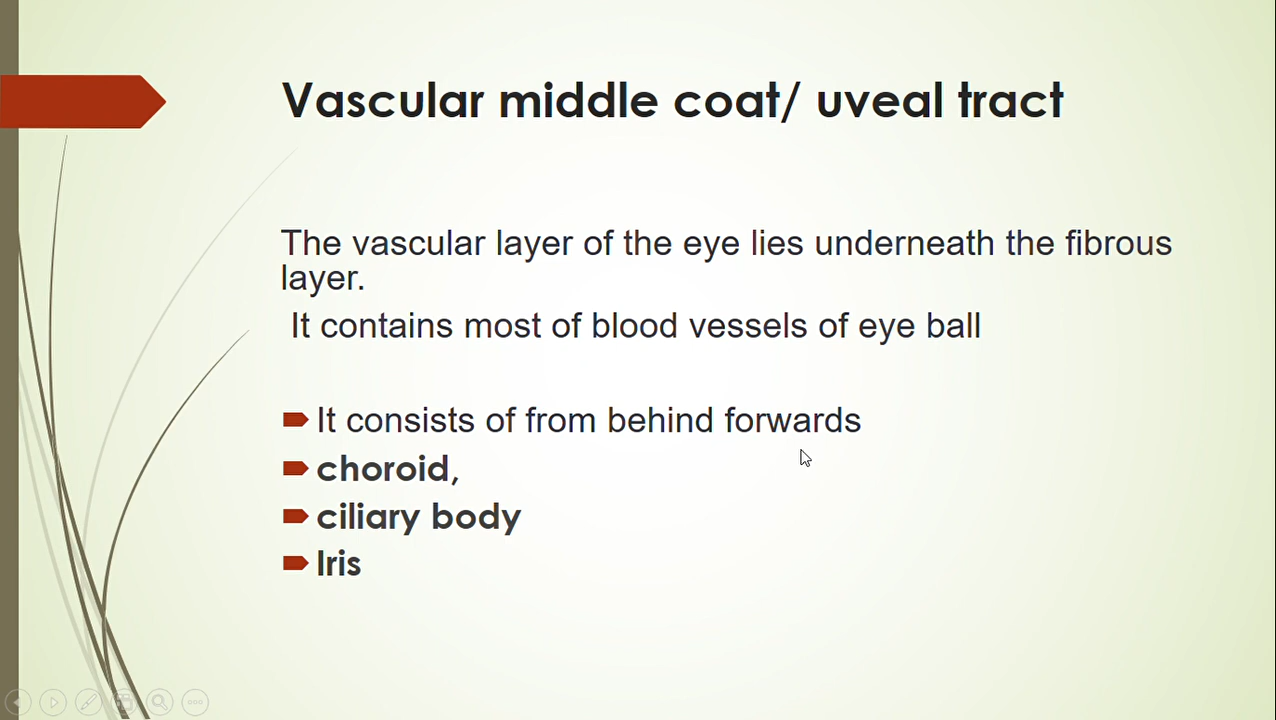 Vascular middle coat/ uveal tract
The vascular layer of the eye lies underneath the fibrous
layer.
It contains most of blood vessels of eye ball
It consists of from behind forwards
choroid,
ciliary body
Iris